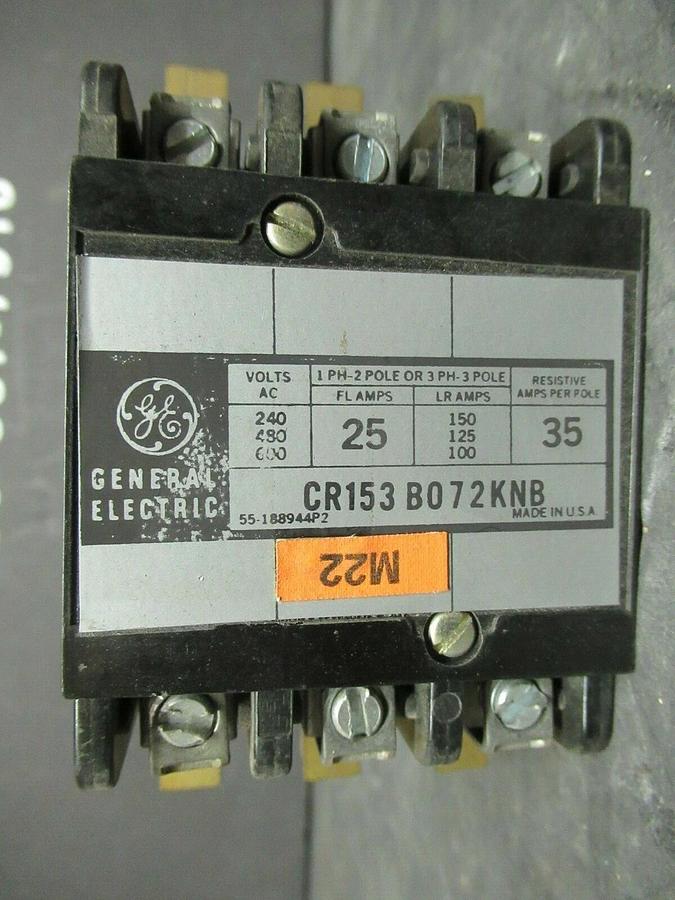 VOLTS
AC
1 PH-2 POLE OR 3 PH-3 POLE
FL AMPS
LR AMPS
RESISTIVE
AMPS PER POLE
240
480
600
25
150
125
100
35
GE
GENERAL
ELECTRIC
CR153 B072KNB
55-188944P2
MADE IN U.S.A.
M22